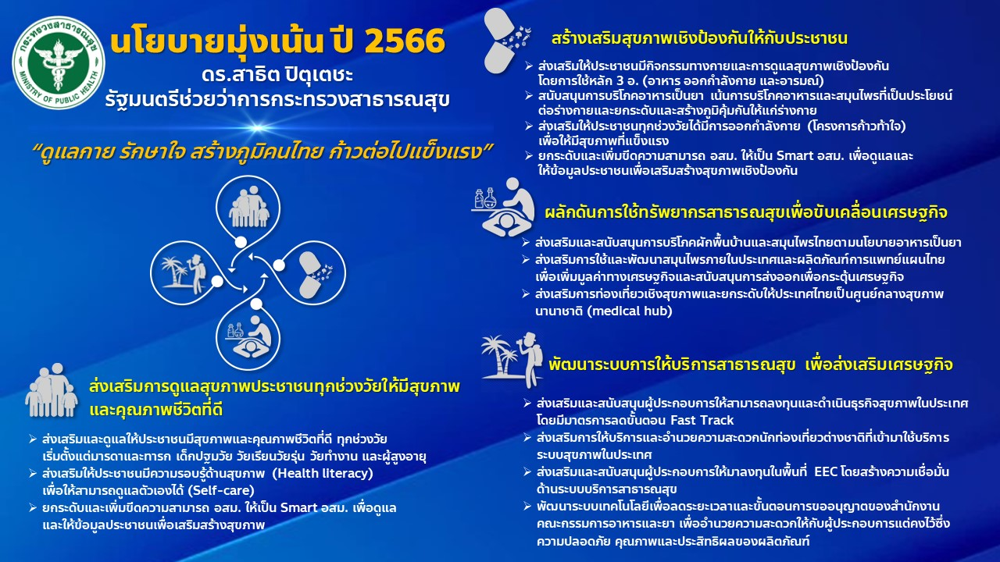 กระทรวงสาธารณสุข
MINISTRY OF PUBLIC HEALTH
นโยบายมุ่งเน้น ปี 2566
ดร.สาธิต ปิตุเตชะ
รัฐมนตรีช่วยว่าการกระทรวงสาธารณสุข
“ดูแลกาย รักษาใจ สร้างภูมิคนไทย ก้าวต่อไปแข็งแรง”
ส่งเสริมการดูแลสุขภาพประชาชนทุกช่วงวัยให้มีสุขภาพ
และคุณภาพชีวิตที่ดี
➢ ส่งเสริมและดูแลให้ประชาชนมีสุขภาพและคุณภาพชีวิตที่ดี ทุกช่วงวัย
เริ่มตั้งแต่มารดาและทารก เด็กปฐมวัย วัยเรียนวัยรุ่น วัยทำงาน และผู้สูงอายุ
➢ ส่งเสริมให้ประชาชนมีความรอบรู้ด้านสุขภาพ (Health literacy)
เพื่อให้สามารถดูแลตัวเองได้ (Self-care)
➢ ยกระดับและเพิ่มขีดความสามารถ อสม. ให้เป็น Smart อสม. เพื่อดูแล
และให้ข้อมูลประชาชนเพื่อเสริมสร้างสุขภาพ
สร้างเสริมสุขภาพเชิงป้องกันให้กับประชาชน
➢ ส่งเสริมให้ประชาชนมีกิจกรรมทางกายและการดูแลสุขภาพเชิงป้องกัน
โดยการใช้หลัก 3 อ. (อาหาร ออกกำลังกาย และอารมณ์)
➢ สนับสนุนการบริโภคอาหารเป็นยา เน้นการบริโภคอาหารและสมุนไพรที่เป็นประโยชน์
ต่อร่างกายและยกระดับและสร้างภูมิคุ้มกันให้แก่ร่างกาย
➢ ส่งเสริมให้ประชาชนทุกช่วงวัยได้มีการออกกำลังกาย (โครงการก้าวท้าใจ)
เพื่อให้มีสุขภาพที่แข็งแรง
➢ ยกระดับและเพิ่มขีดความสามารถ อสม. ให้เป็น Smart อสม. เพื่อดูแลและ
ให้ข้อมูลประชาชนเพื่อเสริมสร้างสุขภาพเชิงป้องกัน
ผลักดันการใช้ทรัพยากรสาธารณสุขเพื่อขับเคลื่อนเศรษฐกิจ
➢ ส่งเสริมและสนับสนุนการบริโภคผักพื้นบ้านและสมุนไพรไทยตามนโยบายอาหารเป็นยา
➢ ส่งเสริมการใช้และพัฒนาสมุนไพรภายในประเทศและผลิตภัณฑ์การแพทย์แผนไทย
เพื่อเพิ่มมูลค่าทางเศรษฐกิจและสนับสนุนการส่งออกเพื่อกระตุ้นเศรษฐกิจ
➢ ส่งเสริมการท่องเที่ยวเชิงสุขภาพและยกระดับให้ประเทศไทยเป็นศูนย์กลางสุขภาพ
นานาชาติ (medical hub)
พัฒนาระบบการให้บริการสาธารณสุข เพื่อส่งเสริมเศรษฐกิจ
➢ ส่งเสริมและสนับสนุนผู้ประกอบการให้สามารถลงทุนและดำเนินธุรกิจสุขภาพในประเทศ
โดยมีมาตรการลดขั้นตอน Fast Track
➢ ส่งเสริมการให้บริการและอำนวยความสะดวกนักท่องเที่ยวต่างชาติที่เข้ามาใช้บริการ
ระบบสุขภาพในประเทศ
➢ ส่งเสริมและสนับสนุนผู้ประกอบการให้มาลงทุนในพื้นที่ EEC โดยสร้างความเชื่อมั่น
ด้านระบบบริการสาธารณสุข
➢ พัฒนาระบบเทคโนโลยีเพื่อลดระยะเวลาและขั้นตอนการขออนุญาตของสำนักงาน
คณะกรรมการอาหารและยา เพื่ออำนวยความสะดวกให้กับผู้ประกอบการแต่คงไว้ซึ่ง
ความปลอดภัย คุณภาพและประสิทธิผลของผลิตภัณฑ์